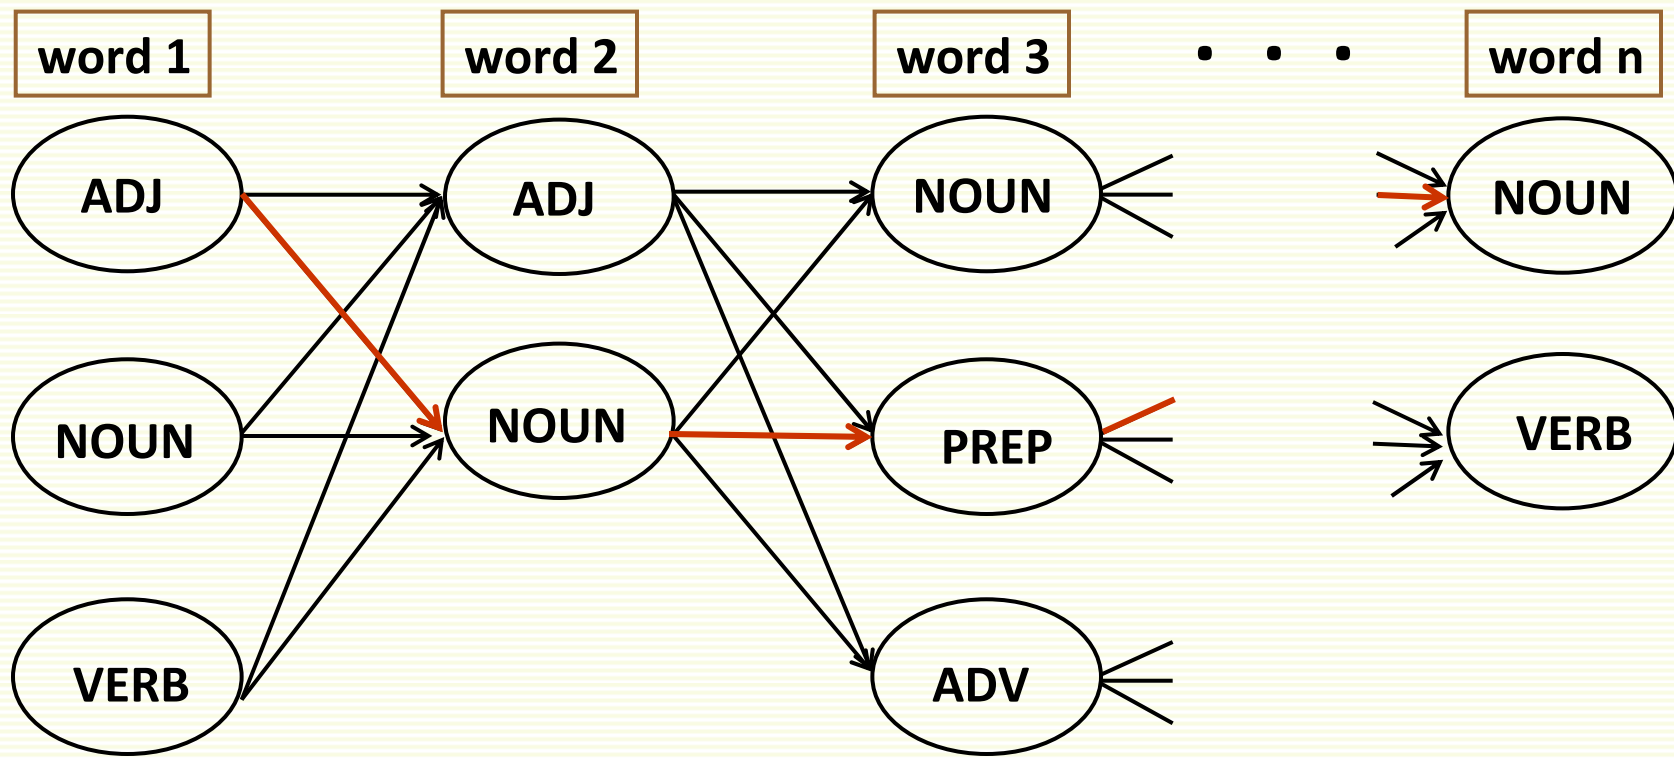 word 1 word 2 word 3 . . . word n
ADJ ADJ NOUN NOUN
NOUN NOUN PREP VERB
VERB ADV